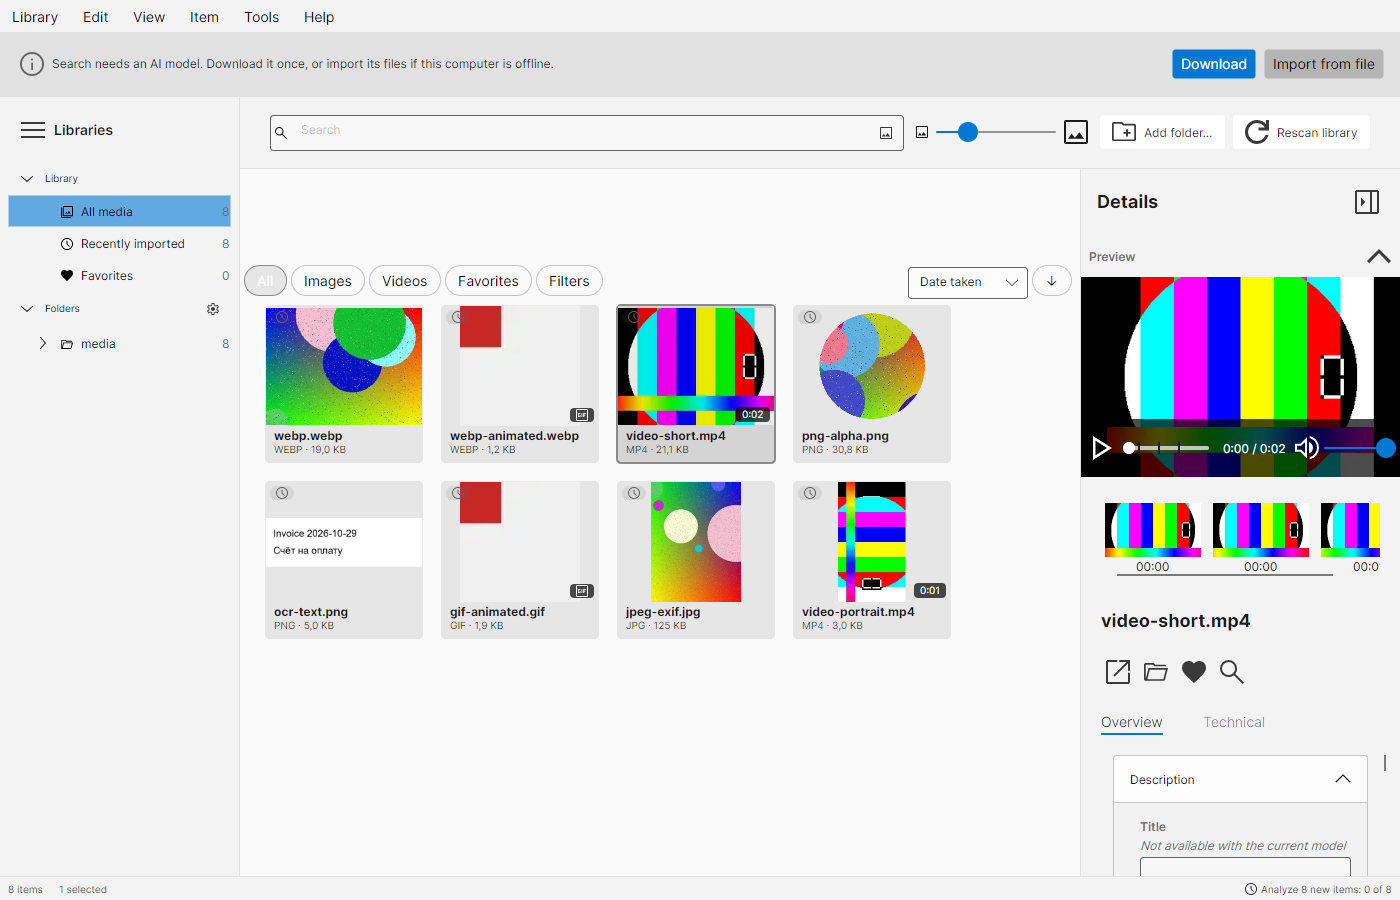 Library Edit View Item Tools Help
Search needs an AI model. Download it once, or import its files if this computer is offline.
Download
Import from file
Libraries
Search
Add folder...
Rescan library
Library
All media 8
Recently imported 8
Favorites 0
Folders
media 8
All
Images
Videos
Favorites
Filters
Date taken
webp.webp
WEBP · 19,0 KB
GIF
webp-animated.webp
WEBP · 1,2 KB
0:02
video-short.mp4
MP4 · 21,1 KB
png-alpha.png
PNG · 30,8 KB
Invoice 2026-10-29
Счёт на оплату
ocr-text.png
PNG · 5,0 KB
GIF
gif-animated.gif
GIF · 1,9 KB
jpeg-exif.jpg
JPG · 125 KB
0:01
video-portrait.mp4
MP4 · 3,0 KB
Details
Preview
0
0:00 / 0:02
00:00
00:00
00:0
video-short.mp4
Overview
Technical
Description
Title
Not available with the current model
8 items
1 selected
Analyze 8 new items: 0 of 8